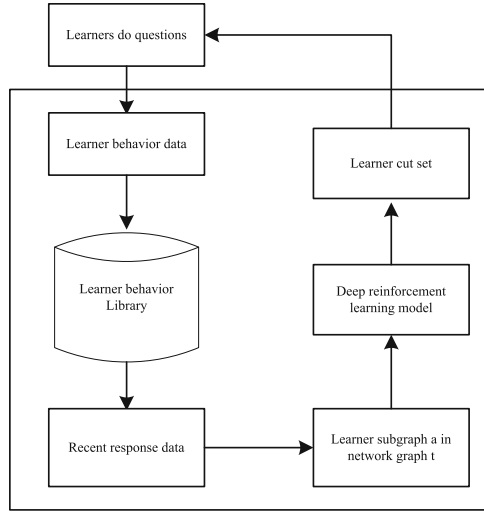 Learners do questions
Learner behavior data
Learner cut set
Learner behavior
Library
Deep reinforcement
learning model
Recent response data
Learner subgraph a in
network graph t